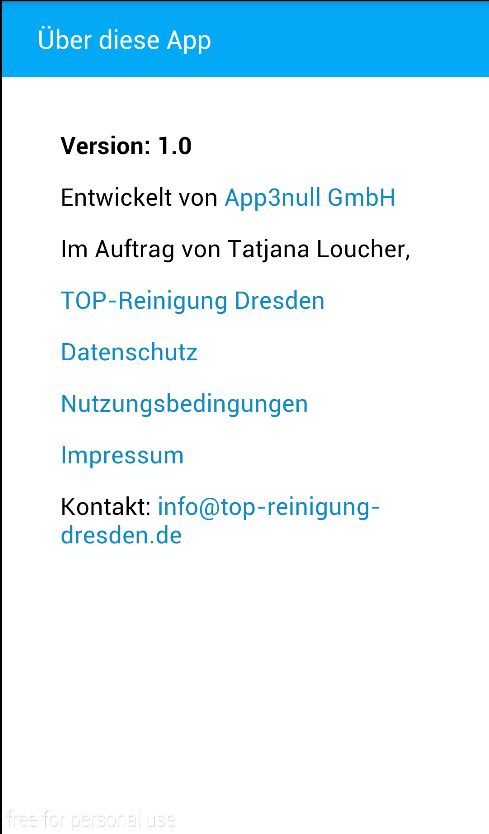 Über diese App
Version: 1.0
Entwickelt von App3null GmbH
Im Auftrag von Tatjana Loucher,
TOP-Reinigung Dresden
Datenschutz
Nutzungsbedingungen
Impressum
Kontakt: info@top-reinigung-
dresden.de
free for personal use